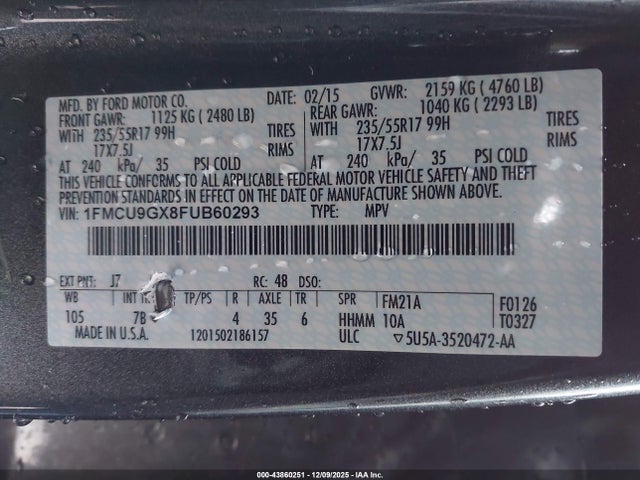 MFD. BY FORD MOTOR CO. DATE: 02/15 GVWR: 2159 KG ( 4760 LB)
FRONT GAWR: 1125 KG ( 2480 LB) REAR GAWR: 1040 KG ( 2293 LB)
WITH 235/55R17 99H TIRES WITH 235/55R17 99H TIRES
17X7.5J RIMS 17X7.5J RIMS
AT 240 kPa/ 35 PSI COLD AT 240 kPa/ 35 PSI COLD
THIS VEHICLE CONFORMS TO ALL APPLICABLE FEDERAL MOTOR VEHICLE SAFETY AND THEFT
PREVENTION STANDARDS IN EFFECT ON THE DATE OF MANUFACTURE SHOWN ABOVE.
VIN: 1FMCU9GX8FUB60293 TYPE: MPV
EXT PNT: J7 RC: 48 DSO:
WB INT TP/PS R AXLE TR SPR FM21A F0126
105 7B 4 35 6 HHMM 10A T0327
MADE IN U.S.A. 1201502186157 ULC ▽5U5A-3520472-AA
000-43860251 - 12/09/2025 - IAA Inc.